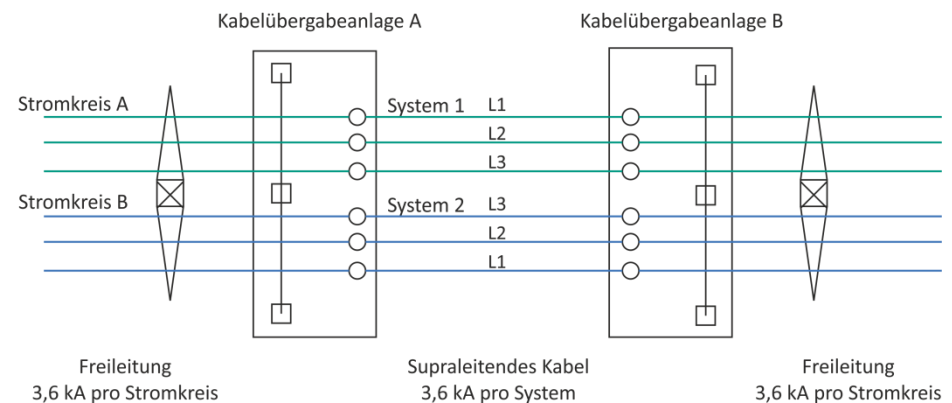 Kabelübergabeanlage A
Kabelübergabeanlage B
Stromkreis A
System 1
L1
L2
L3
Stromkreis B
System 2
L3
L2
L1
Freileitung
3,6 kA pro Stromkreis
Supraleitendes Kabel
3,6 kA pro System
Freileitung
3,6 kA pro Stromkreis